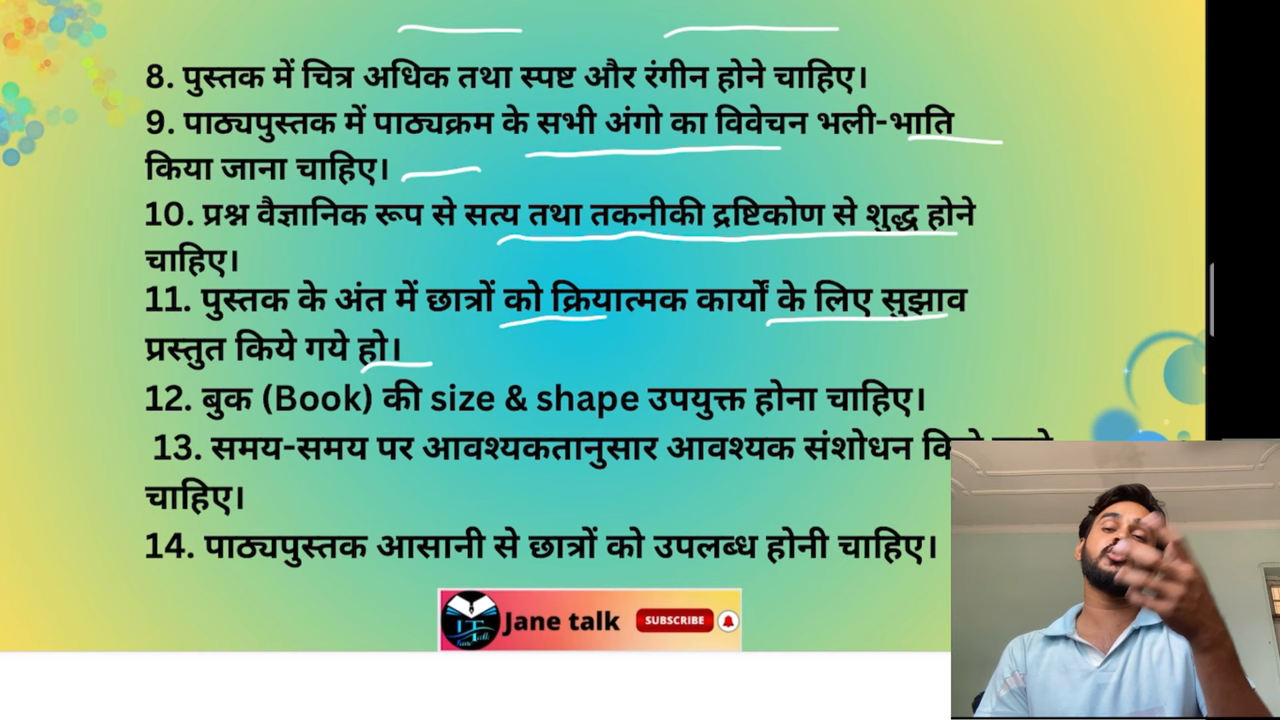 8. पुस्तक में चित्र अधिक तथा स्पष्ट और रंगीन होने चाहिए।
9. पाठ्यपुस्तक में पाठ्यक्रम के सभी अंगो का विवेचन भली-भाति
किया जाना चाहिए।
10. प्रश्न वैज्ञानिक रूप से सत्य तथा तकनीकी द्रष्टिकोण से शुद्ध होने
चाहिए।
11. पुस्तक के अंत में छात्रों को क्रियात्मक कार्यों के लिए सुझाव
प्रस्तुत किये गये हो।
12. बुक (Book) की size & shape उपयुक्त होना चाहिए।
13. समय-समय पर आवश्यकतानुसार आवश्यक संशोधन
चाहिए।
14. पाठ्यपुस्तक आसानी से छात्रों को उपलब्ध होनी चाहिए।
Jane talk SUBSCRIBE